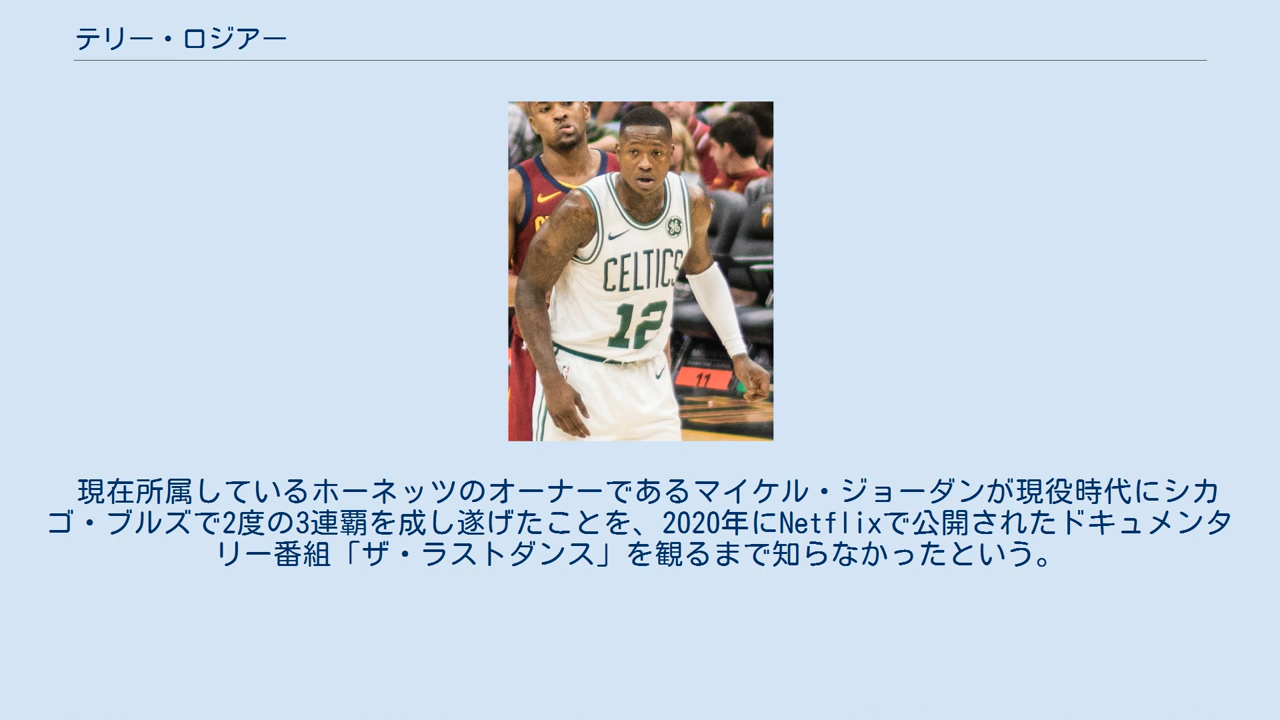 テリー・ロジアー
CELTICS
12
11
現在所属しているホーネッツのオーナーであるマイケル・ジョーダンが現役時代にシカ
ゴ・ブルズで2度の3連覇を成し遂げたことを、2020年にNetflixで公開されたドキュメンタ
リー番組「ザ・ラストダンス」を観るまで知らなかったという。